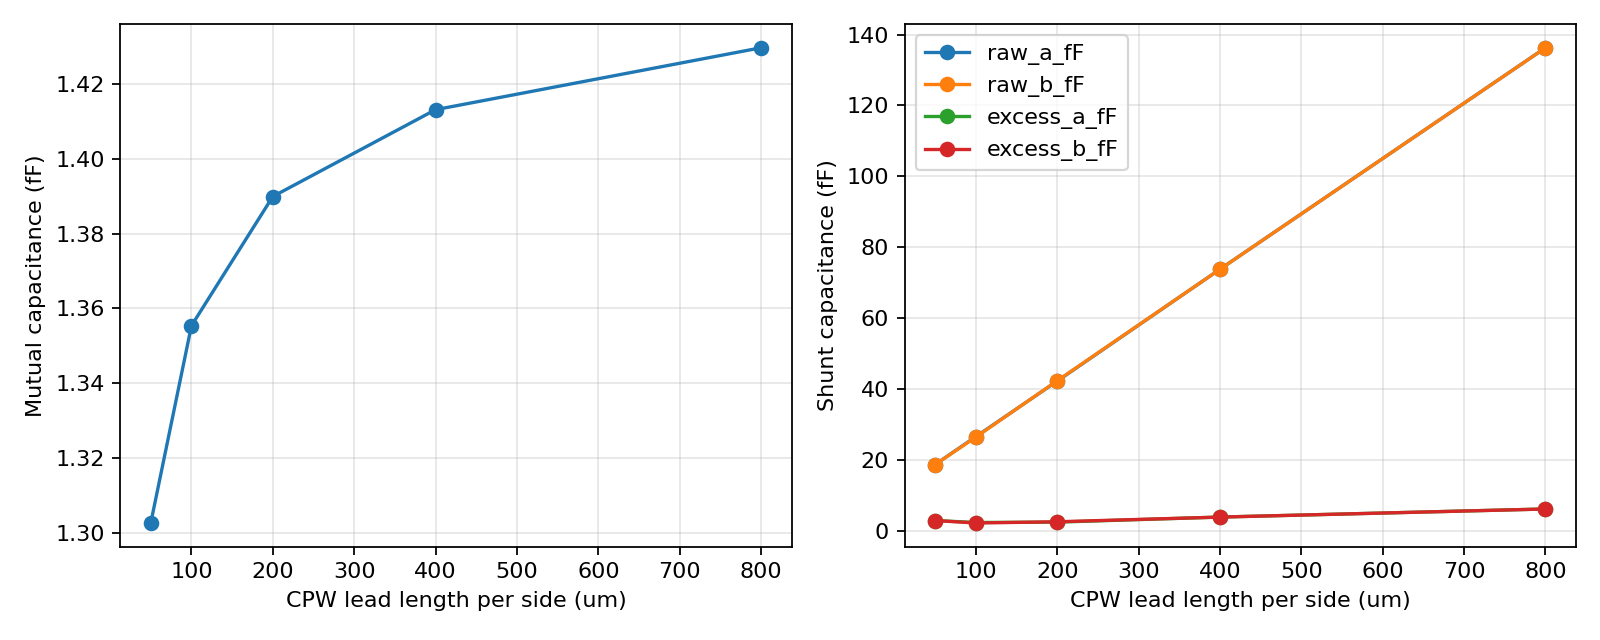 Mutual capacitance (fF)
1.42
1.40
1.38
1.36
1.34
1.32
1.30
100 200 300 400 500 600 700 800
CPW lead length per side (um)
Shunt capacitance (fF)
140
120
100
80
60
40
20
0
raw_a_fF
raw_b_fF
excess_a_fF
excess_b_fF
100 200 300 400 500 600 700 800
CPW lead length per side (um)